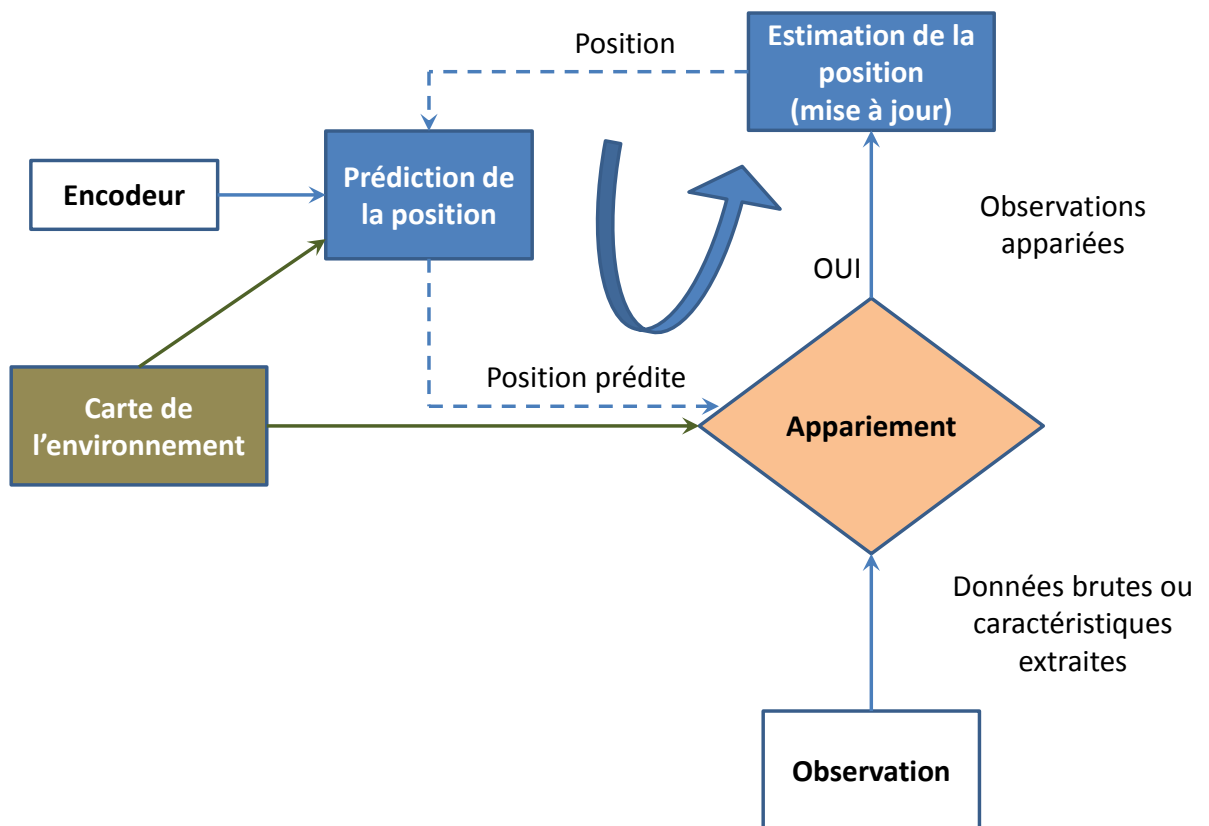 Position
Estimation de la
position
(mise à jour)
Encodeur
Prédiction de
la position
Observations
appariées
OUI
Position prédite
Carte de
l’environnement
Appariement
Données brutes ou
caractéristiques
extraites
Observation